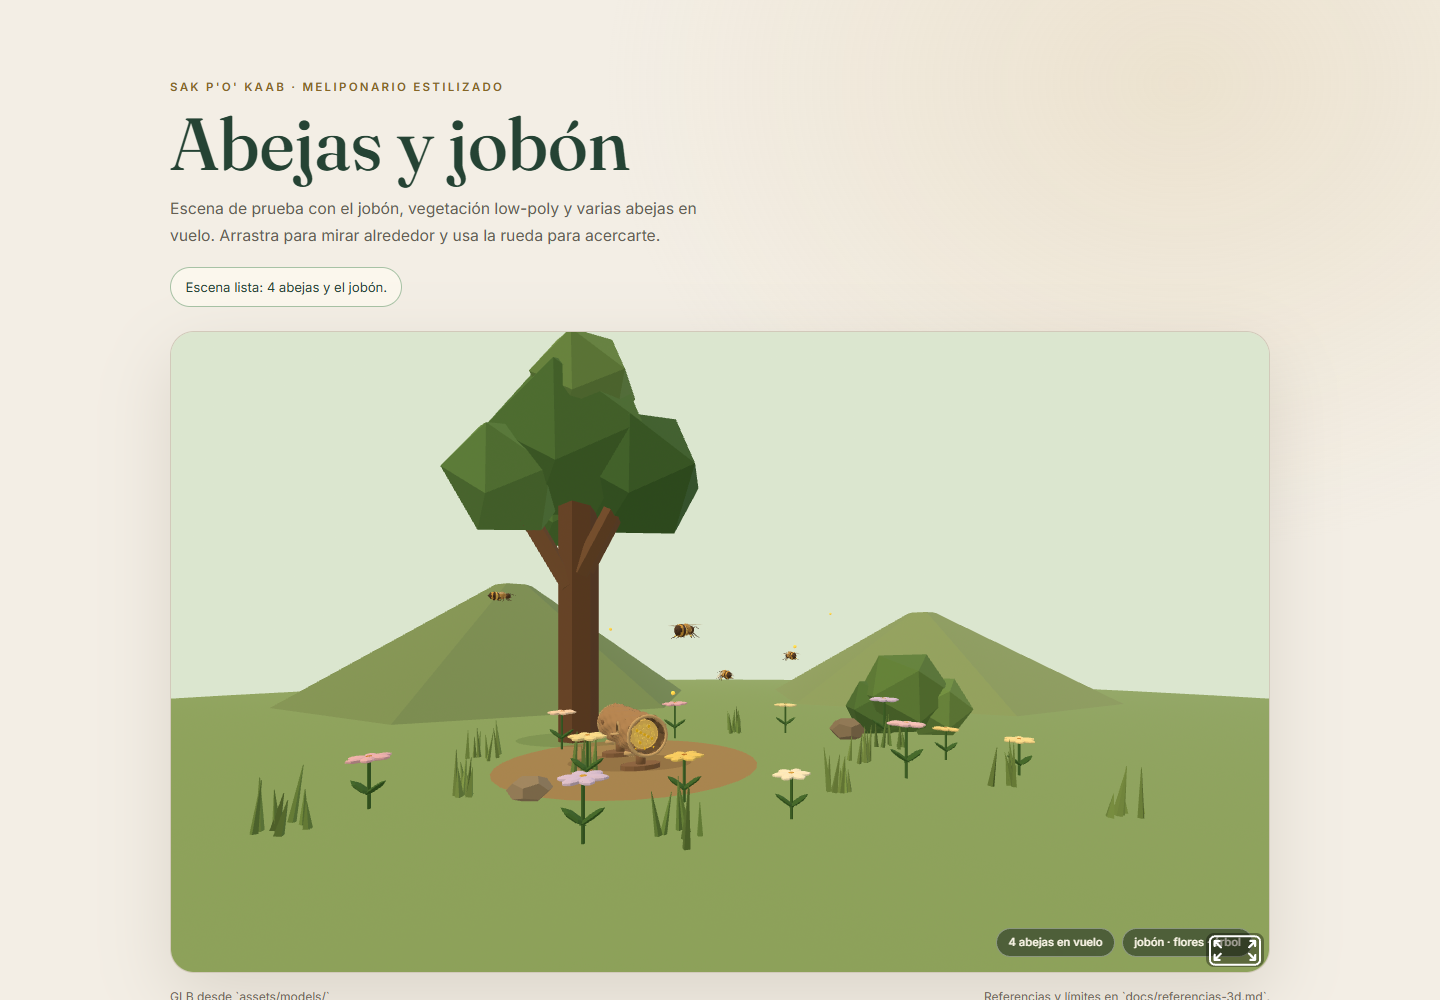 SAK P'O' KAAB · MELIPONARIO ESTILIZADO
Abejas y jobón
Escena de prueba con el jobón, vegetación low-poly y varias abejas en
vuelo. Arrastra para mirar alrededor y usa la rueda para acercarte.
Escena lista: 4 abejas y el jobón.
4 abejas en vuelo
jobón · flores
GLB desde `assets/models/`
Referencias y límites en `docs/referencias-3d.md`